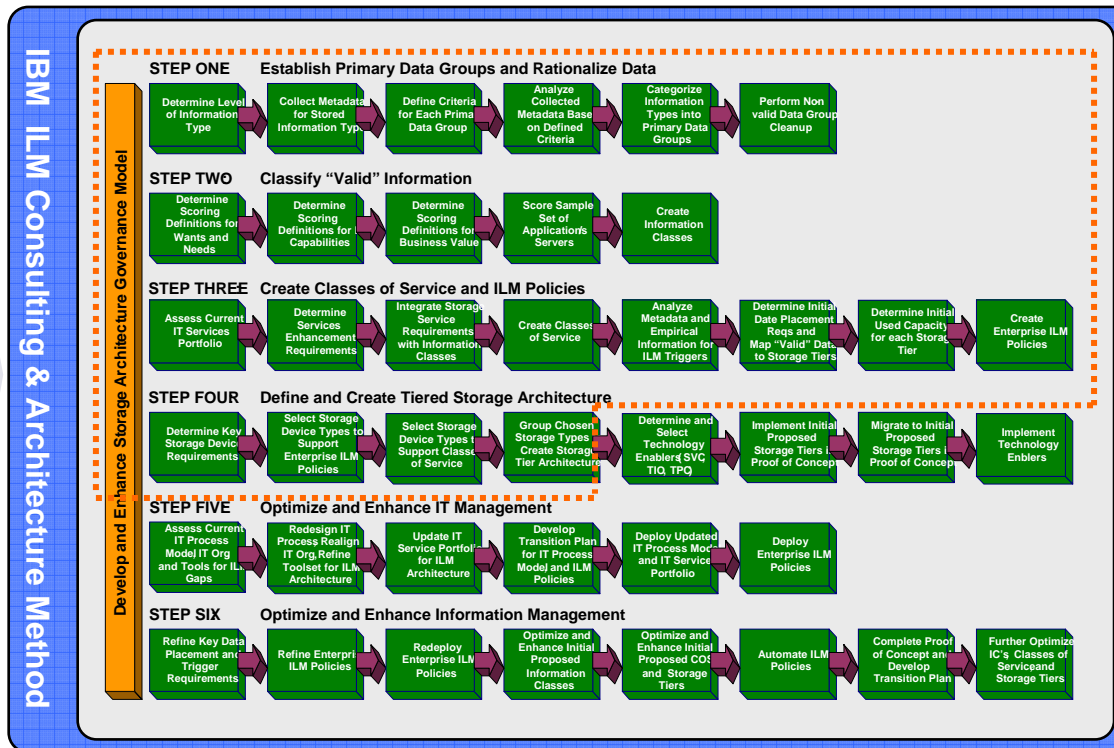 IBM ILM Consulting & Architecture Method
Develop and Enhance Storage Architecture Governance Model
STEP ONE Establish Primary Data Groups and Rationalize Data
Determine Levels
of Information
Type
Collect Metadata
for Stored
Information Type
Define Criteria
for Each Primary
Data Group
Analyze
Collected
Metadata Based
on Defined
Criteria
Categorize
Information
Types into
Primary Data
Groups
Perform Non
valid Data Group
Cleanup
STEP TWO Classify “Valid” Information
Determine
Scoring
Definitions for
Wants and
Needs
Determine
Scoring
Definitions for
Capabilities
Determine
Scoring
Definitions for
Business Value
Score Sample
Set of
Application's
Servers
Create
Information
Classes
STEP THREE Create Classes of Service and ILM Policies
Assess Current
IT Services
Portfolio
Determine
Services
Enhancement
Requirements
Integrate Storage
Service
Requirements
with Information
Classes
Create Classes
of Service
Analyze
Metadata and
Empirical
Information for
ILM Triggers
Determine Initial
Date Placement
Reqs and
Map “Valid” Data
to Storage Tiers
Determine Initial
Used Capacity
for each Storage
Tier
Create
Enterprise ILM
Policies
STEP FOUR Define and Create Tiered Storage Architecture
Determine Key
Storage Device
Requirements
Select Storage
Device Types to
Support
Enterprise ILM
Policies
Select Storage
Device Types to
Support Classes
of Service
Group Chosen
Storage Types to
Create Storage
Tier Architecture
Determine and
Select
Technology
Enablers (SVC,
TIO, TPC)
Implement Initial
Proposed
Storage Tiers in
Proof of Concept
Migrate to Initial
Proposed
Storage Tiers in
Proof of Concept
Implement
Technology
Enblers
STEP FIVE Optimize and Enhance IT Management
Assess Current
IT Process
Model, IT Org
and Tools for ILM
Gaps
Redesign IT
Process, Realign
IT Org, Refine
Toolset for ILM
Architecture
Update IT
Service Portfolio
for ILM
Architecture
Develop
Transition Plan
for IT Process
Model and ILM
Policies
Deploy Updated
IT Process Model
and IT Service
Portfolio
Deploy
Enterprise ILM
Policies
STEP SIX Optimize and Enhance Information Management
Refine Key Data
Placement and
Trigger
Requirements
Refine Enterprise
ILM Policies
Redeploy
Enterprise ILM
Policies
Optimize and
Enhance Initial
Proposed
Information
Classes
Optimize and
Enhance Initial
Proposed COS
and Storage
Tiers
Automate ILM
Policies
Complete Proof
of Concept and
Develop
Transition Plan
Further Optimize
IC's, Classes of
Service, and
Storage Tiers